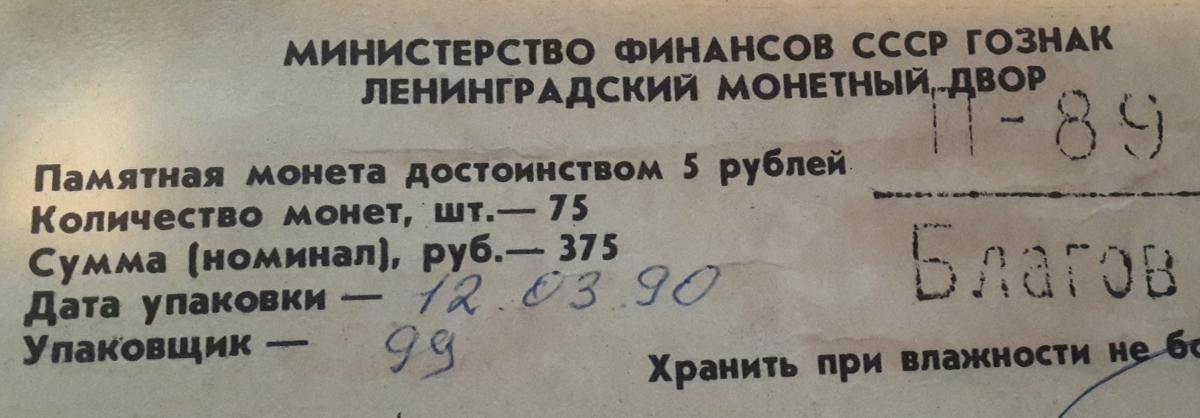 МИНИСТЕРСТВО ФИНАНСОВ СССР ГОЗНАК
ЛЕНИНГРАДСКИЙ МОНЕТНЫЙ ДВОР
П-89
Памятная монета достоинством 5 рублей
Количество монет, шт.— 75
Сумма (номинал), руб.— 375
Благов
Дата упаковки — 12.03.90
Упаковщик — 99
Хранить при влажности не